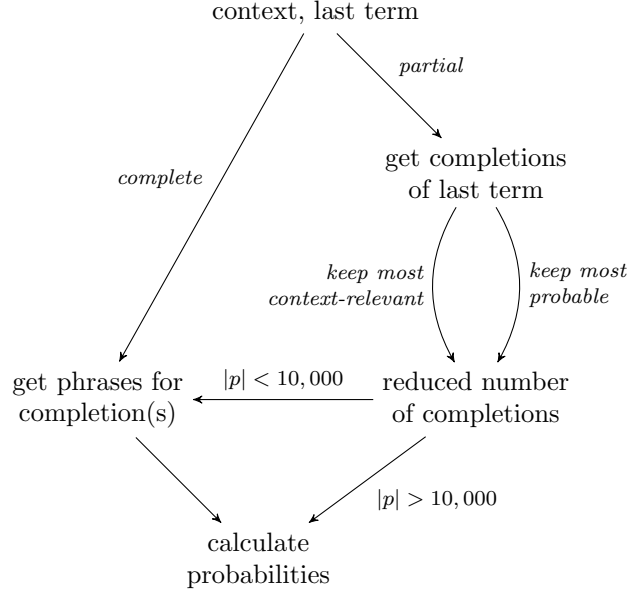 context, last term
partial
complete
get completions
of last term
keep most
context-relevant
keep most
probable
get phrases for
completion(s)
|p| < 10,000
reduced number
of completions
|p| > 10,000
calculate
probabilities